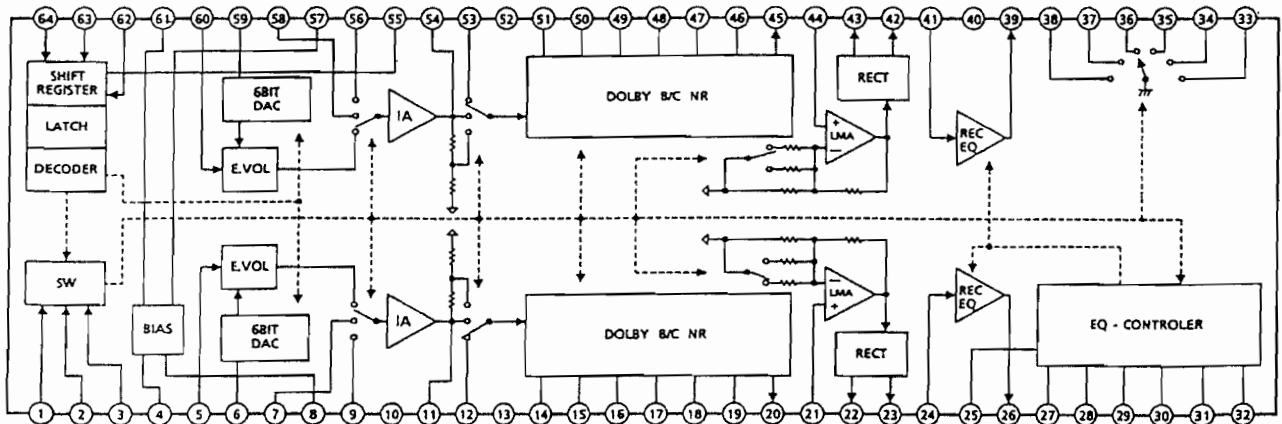 64 63 62 61 60 59 58 57 56 55 54 53 52 51 50 49 48 47 46 45 44 43 42 41 40 39 38 37 36 35 34 33
SHIFT
REGISTER
LATCH
DECODER
6BIT
DAC
E.VOL
IA
DOLBY B/C NR
+
LMA
−
RECT
REC
EQ
SW
BIAS
E.VOL
6BIT
DAC
IA
DOLBY B/C NR
−
LMA
+
RECT
REC
EQ
EQ - CONTROLER
1 2 3 4 5 6 7 8 9 10 11 12 13 14 15 16 17 18 19 20 21 22 23 24 25 26 27 28 29 30 31 32